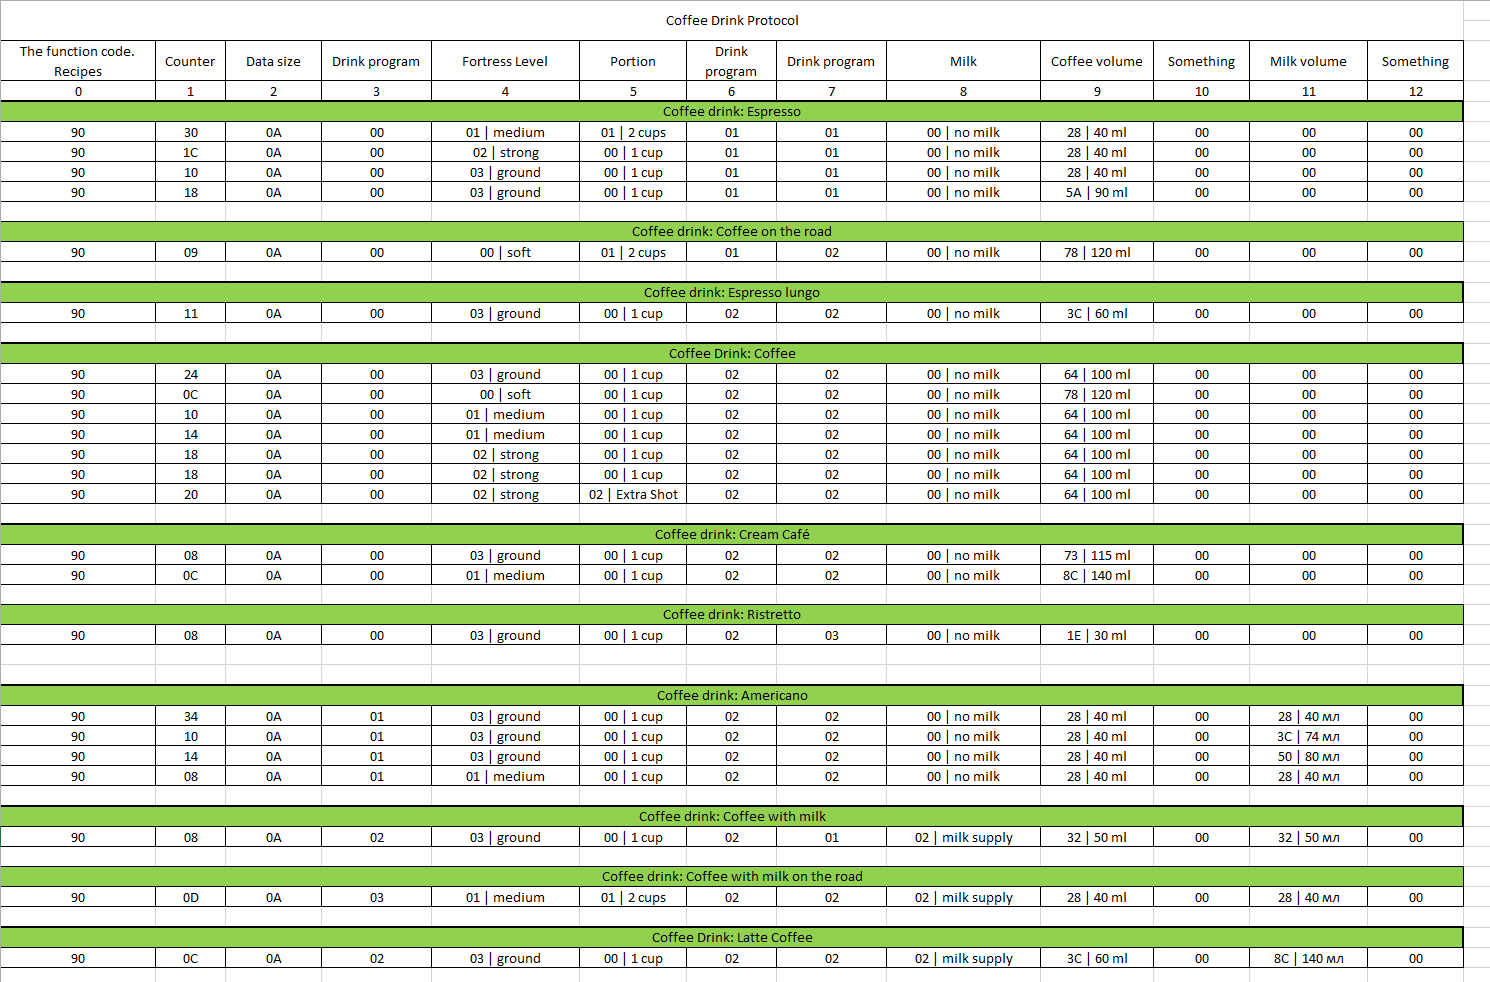 Coffee Drink Protocol
The function code. Recipes Counter Data size Drink program Fortress Level Portion Drink program Drink program Milk Coffee volume Something Milk volume Something
0 1 2 3 4 5 6 7 8 9 10 11 12
Coffee drink: Espresso
90 30 0A 00 01 | medium 01 | 2 cups 01 01 00 | no milk 28 | 40 ml 00 00 00
90 1C 0A 00 02 | strong 00 | 1 cup 01 01 00 | no milk 28 | 40 ml 00 00 00
90 10 0A 00 03 | ground 00 | 1 cup 01 01 00 | no milk 28 | 40 ml 00 00 00
90 18 0A 00 03 | ground 00 | 1 cup 01 01 00 | no milk 5A | 90 ml 00 00 00
Coffee drink: Coffee on the road
90 09 0A 00 00 | soft 01 | 2 cups 01 02 00 | no milk 78 | 120 ml 00 00 00
Coffee drink: Espresso lungo
90 11 0A 00 03 | ground 00 | 1 cup 02 02 00 | no milk 3C | 60 ml 00 00 00
Coffee Drink: Coffee
90 24 0A 00 03 | ground 00 | 1 cup 02 02 00 | no milk 64 | 100 ml 00 00 00
90 0C 0A 00 00 | soft 00 | 1 cup 02 02 00 | no milk 78 | 120 ml 00 00 00
90 10 0A 00 01 | medium 00 | 1 cup 02 02 00 | no milk 64 | 100 ml 00 00 00
90 14 0A 00 01 | medium 00 | 1 cup 02 02 00 | no milk 64 | 100 ml 00 00 00
90 18 0A 00 02 | strong 00 | 1 cup 02 02 00 | no milk 64 | 100 ml 00 00 00
90 18 0A 00 02 | strong 00 | 1 cup 02 02 00 | no milk 64 | 100 ml 00 00 00
90 20 0A 00 02 | strong 02 | Extra Shot 02 02 00 | no milk 64 | 100 ml 00 00 00
Coffee drink: Cream Café
90 08 0A 00 03 | ground 00 | 1 cup 02 02 00 | no milk 73 | 115 ml 00 00 00
90 0C 0A 00 01 | medium 00 | 1 cup 02 02 00 | no milk 8C | 140 ml 00 00 00
Coffee drink: Ristretto
90 08 0A 00 03 | ground 00 | 1 cup 02 03 00 | no milk 1E | 30 ml 00 00 00
Coffee drink: Americano
90 34 0A 01 03 | ground 00 | 1 cup 02 02 00 | no milk 28 | 40 ml 00 28 | 40 мл 00
90 10 0A 01 03 | ground 00 | 1 cup 02 02 00 | no milk 28 | 40 ml 00 3C | 74 мл 00
90 14 0A 01 03 | ground 00 | 1 cup 02 02 00 | no milk 28 | 40 ml 00 50 | 80 мл 00
90 08 0A 01 01 | medium 00 | 1 cup 02 02 00 | no milk 28 | 40 ml 00 28 | 40 мл 00
Coffee drink: Coffee with milk
90 08 0A 02 03 | ground 00 | 1 cup 02 01 02 | milk supply 32 | 50 ml 00 32 | 50 мл 00
Coffee drink: Coffee with milk on the road
90 0D 0A 03 01 | medium 01 | 2 cups 02 02 02 | milk supply 28 | 40 ml 00 28 | 40 мл 00
Coffee Drink: Latte Coffee
90 0C 0A 02 03 | ground 00 | 1 cup 02 02 02 | milk supply 3C | 60 ml 00 8C | 140 мл 00